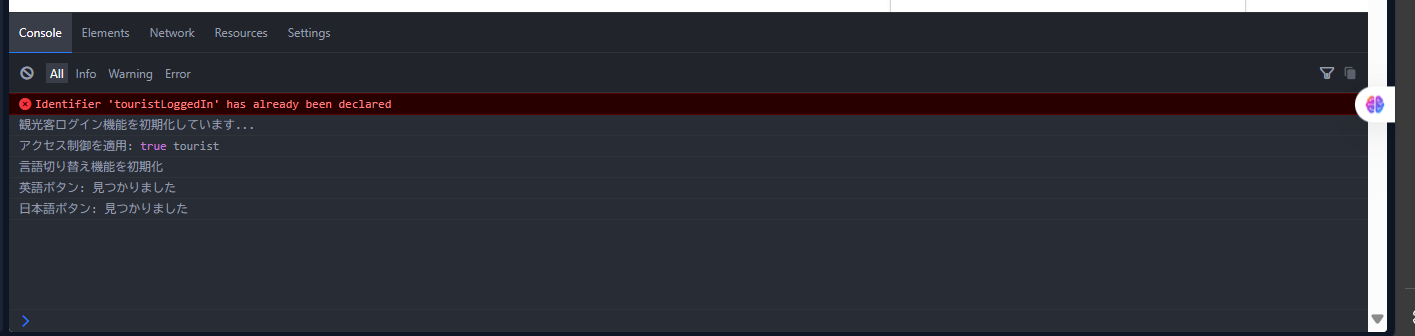 Console Elements Network Resources Settings
All Info Warning Error
Identifier 'touristLoggedIn' has already been declared
観光客ログイン機能を初期化しています...
アクセス制御を適用: true tourist
言語切り替え機能を初期化
英語ボタン: 見つかりました
日本語ボタン: 見つかりました